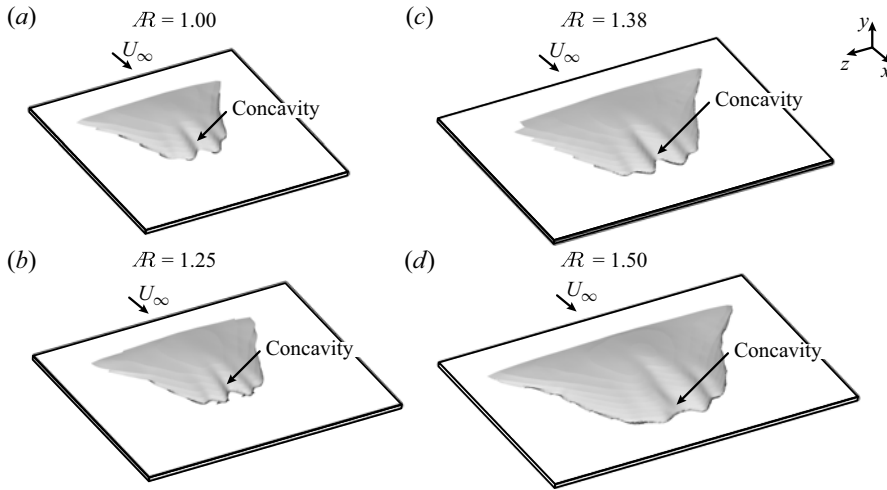 (a)
Æ = 1.00
U∞
Concavity
(b)
Æ = 1.25
U∞
Concavity
(c)
Æ = 1.38
U∞
Concavity
(d)
Æ = 1.50
U∞
Concavity
y
z
x